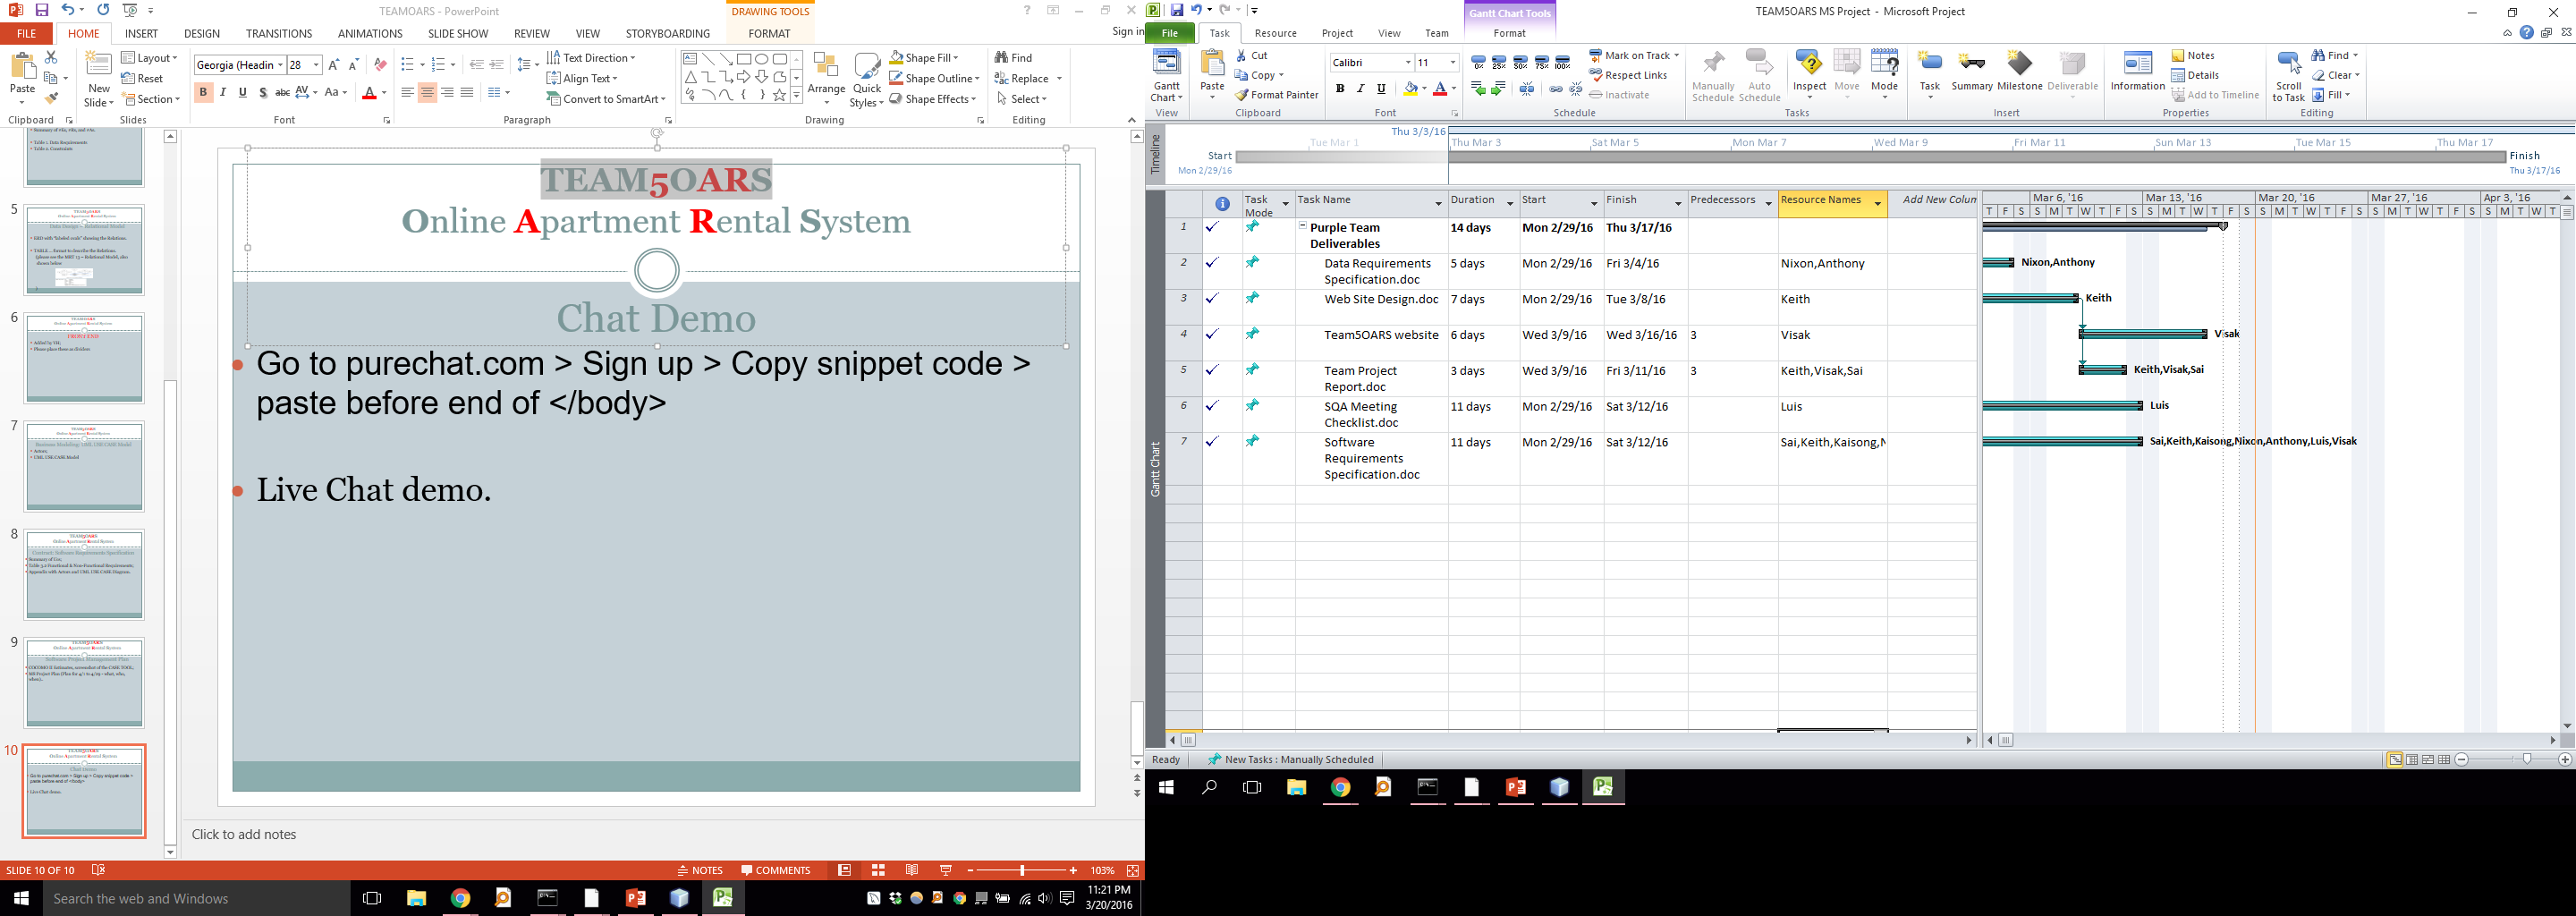 TEAMOARS - PowerPoint
DRAWING TOOLS
FILE HOME INSERT DESIGN TRANSITIONS ANIMATIONS SLIDE SHOW REVIEW VIEW STORYBOARDING FORMAT Sign in
Paste
New Slide
Layout
Reset
Section
Georgia (Headin 28
Text Direction
Align Text
Convert to SmartArt
Arrange
Quick Styles
Shape Fill
Shape Outline
Shape Effects
Find
Replace
Select
Clipboard Slides Font Paragraph Drawing Editing
5
6
7
8
9
10
TEAM5OARS
Online Apartment Rental System
Chat Demo
Go to purechat.com > Sign up > Copy snippet code >
paste before end of </body>
Live Chat demo.
Click to add notes
SLIDE 10 OF 10 NOTES COMMENTS 103%
Search the web and Windows
11:21 PM
3/20/2016
Gantt Chart Tools
TEAM5OARS MS Project - Microsoft Project
File Task Resource Project View Team Format
Gantt Chart
Paste
Cut
Copy
Format Painter
Calibri 11
Mark on Track
Respect Links
Inactivate
Manually Schedule
Auto Schedule
Inspect Move Mode
Task Summary Milestone Deliverable
Information
Notes
Details
Add to Timeline
Scroll to Task
Find
Clear
Fill
View Clipboard Font Schedule Tasks Insert Properties Editing
Timeline
Thu 3/3/16
Tue Mar 1 Thu Mar 3 Sat Mar 5 Mon Mar 7 Wed Mar 9 Fri Mar 11 Sun Mar 13 Tue Mar 15 Thu Mar 17
Start
Mon 2/29/16
Finish
Thu 3/17/16
Task Mode Task Name Duration Start Finish Predecessors Resource Names Add New Colum
Mar 6, '16 Mar 13, '16 Mar 20, '16 Mar 27, '16 Apr 3, '16
T F S S M T W T F S S M T W T F S S M T W T F S S M T W T F S S M T W T
1 Purple Team Deliverables 14 days Mon 2/29/16 Thu 3/17/16
2 Data Requirements Specification.doc 5 days Mon 2/29/16 Fri 3/4/16 Nixon,Anthony
3 Web Site Design.doc 7 days Mon 2/29/16 Tue 3/8/16 Keith
4 Team5OARS website 6 days Wed 3/9/16 Wed 3/16/16 3 Visak
5 Team Project Report.doc 3 days Wed 3/9/16 Fri 3/11/16 3 Keith,Visak,Sai
6 SQA Meeting Checklist.doc 11 days Mon 2/29/16 Sat 3/12/16 Luis
7 Software Requirements Specification.doc 11 days Mon 2/29/16 Sat 3/12/16 Sai,Keith,Kaisong,N
Nixon,Anthony
Keith
Visak
Keith,Visak,Sai
Luis
Sai,Keith,Kaisong,Nixon,Anthony,Luis,Visak
Gantt Chart
Ready New Tasks : Manually Scheduled